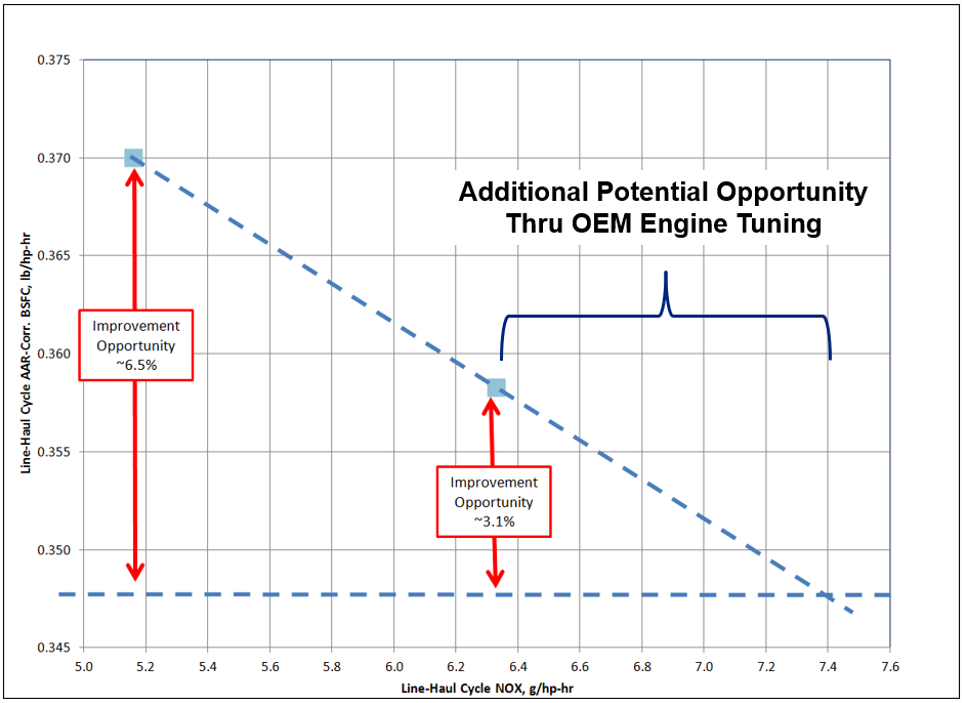 0.375
0.370
0.365
0.360
0.355
0.350
0.345
Line-Haul Cycle AAR-Corr. BSFC, lb/hp-hr
Additional Potential Opportunity
Thru OEM Engine Tuning
Improvement
Opportunity
~6.5%
Improvement
Opportunity
~3.1%
5.0 5.2 5.4 5.6 5.8 6.0 6.2 6.4 6.6 6.8 7.0 7.2 7.4 7.6
Line-Haul Cycle NOX, g/hp-hr